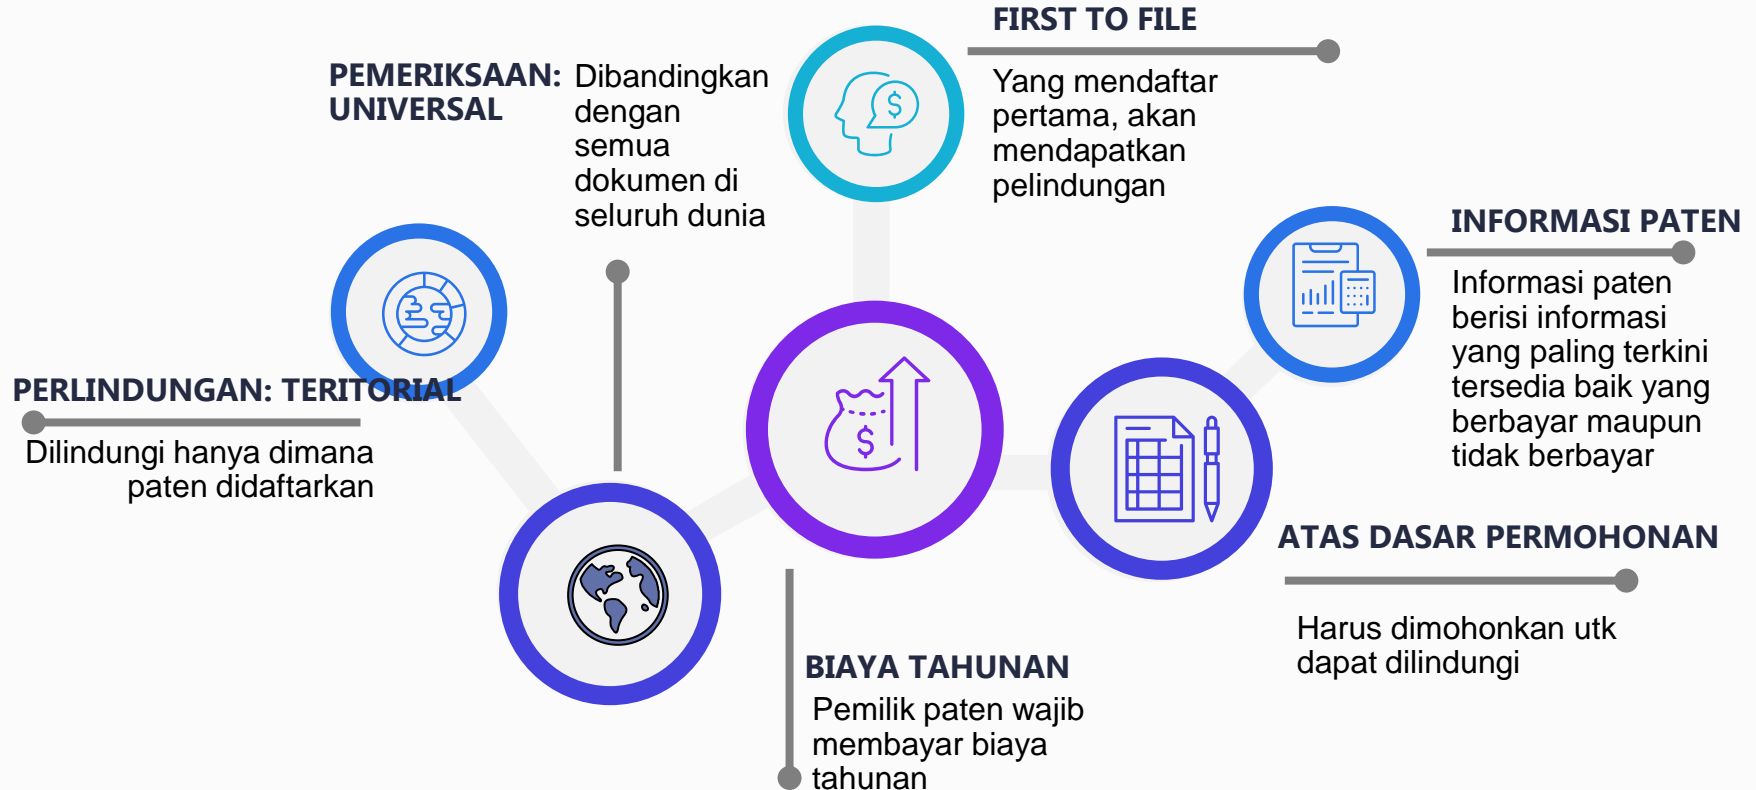 FIRST TO FILE
Yang mendaftar
pertama, akan
mendapatkan
pelindungan
PEMERIKSAAN:
UNIVERSAL
Dibandingkan
dengan
semua
dokumen di
seluruh dunia
INFORMASI PATEN
Informasi paten
berisi informasi
yang paling terkini
tersedia baik yang
berbayar maupun
tidak berbayar
PERLINDUNGAN: TERITORIAL
Dilindungi hanya dimana
paten didaftarkan
ATAS DASAR PERMOHONAN
Harus dimohonkan utk
dapat dilindungi
BIAYA TAHUNAN
Pemilik paten wajib
membayar biaya
tahunan
$
$